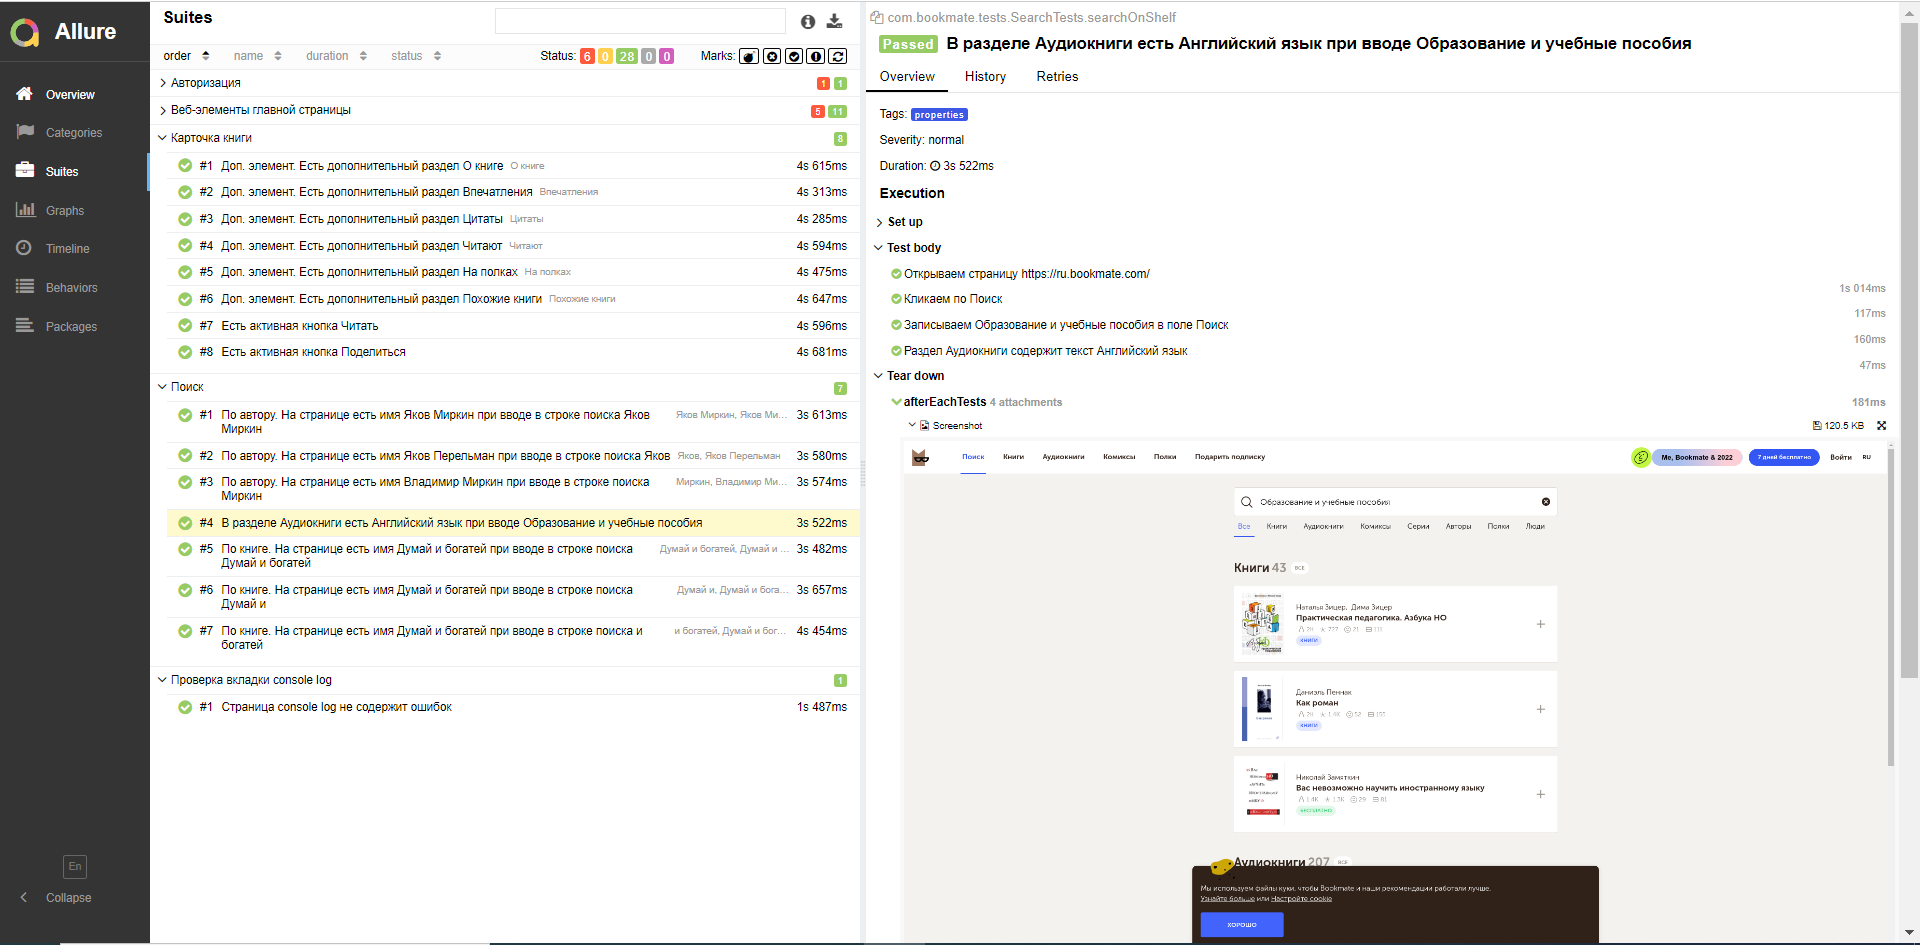 Allure
Overview
Categories
Suites
Graphs
Timeline
Behaviors
Packages
En
Collapse
Suites
order name duration status Status: 6 0 28 0 0 Marks:
Авторизация 1 1
Веб-элементы главной страницы 5 11
Карточка книги 8
#1 Доп. элемент. Есть дополнительный раздел О книге О книге 4s 615ms
#2 Доп. элемент. Есть дополнительный раздел Впечатления Впечатления 4s 313ms
#3 Доп. элемент. Есть дополнительный раздел Цитаты Цитаты 4s 285ms
#4 Доп. элемент. Есть дополнительный раздел Читают Читают 4s 594ms
#5 Доп. элемент. Есть дополнительный раздел На полках На полках 4s 475ms
#6 Доп. элемент. Есть дополнительный раздел Похожие книги Похожие книги 4s 647ms
#7 Есть активная кнопка Читать 4s 596ms
#8 Есть активная кнопка Поделиться 4s 681ms
Поиск 7
#1 По автору. На странице есть имя Яков Миркин при вводе в строке поиска Яков Яков Миркин, Яков Ми... 3s 613ms
Миркин
#2 По автору. На странице есть имя Яков Перельман при вводе в строке поиска Яков Яков, Яков Перельман 3s 580ms
#3 По автору. На странице есть имя Владимир Миркин при вводе в строке поиска Миркин, Владимир Ми... 3s 574ms
Миркин
#4 В разделе Аудиокниги есть Английский язык при вводе Образование и учебные пособия 3s 522ms
#5 По книге. На странице есть имя Думай и богатей при вводе в строке поиска Думай и богатей, Думай и ... 3s 482ms
Думай и богатей
#6 По книге. На странице есть имя Думай и богатей при вводе в строке поиска Думай и, Думай и бога... 3s 657ms
Думай и
#7 По книге. На странице есть имя Думай и богатей при вводе в строке поиска и и богатей, Думай и бог... 4s 454ms
богатей
Проверка вкладки console log 1
#1 Страница console log не содержит ошибок 1s 487ms
com.bookmate.tests.SearchTests.searchOnShelf
Passed В разделе Аудиокниги есть Английский язык при вводе Образование и учебные пособия
Overview History Retries
Tags: properties
Severity: normal
Duration: 3s 522ms
Execution
Set up
Test body
Открываем страницу https://ru.bookmate.com/
1s 014ms
Кликаем по Поиск
117ms
Записываем Образование и учебные пособия в поле Поиск
160ms
Раздел Аудиокниги содержит текст Английский язык
47ms
Tear down
afterEachTests 4 attachments 181ms
Screenshot 120.5 KB
Поиск Книги Аудиокниги Комиксы Полки Подарить подписку Me, Bookmate & 2022 7 дней бесплатно Войти RU
Образование и учебные пособия
Все Книги Аудиокниги Комиксы Серии Авторы Полки Люди
Книги 43 ВСЕ
Наталья Зицер, Дима Зицер
Практическая педагогика. Азбука НО
КНИГИ
Даниэль Пеннак
Как роман
2K 1.4K 52 155
КНИГИ
Николай Замяткин
Вас невозможно научить иностранному языку
1.4K 1.3K 29 81
БЕСПЛАТНО
Аудиокниги 207 ВСЕ
Мы используем файлы куки, чтобы Bookmate и наши рекомендации работали лучше.
Узнайте больше или Настройте cookie
ХОРОШО